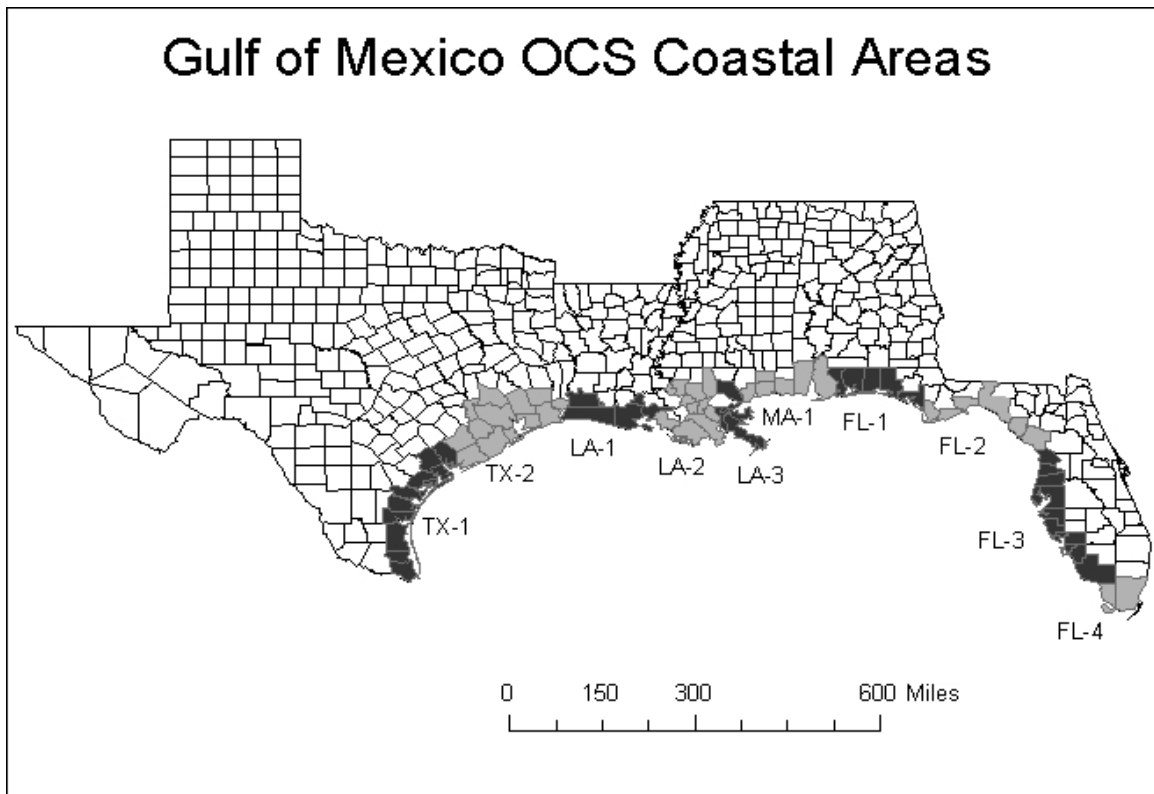 Gulf of Mexico OCS Coastal Areas
MA-1
LA-1
FL-1
FL-2
LA-2
TX-2
LA-3
TX-1
FL-3
FL-4
0 150 300 600 Miles